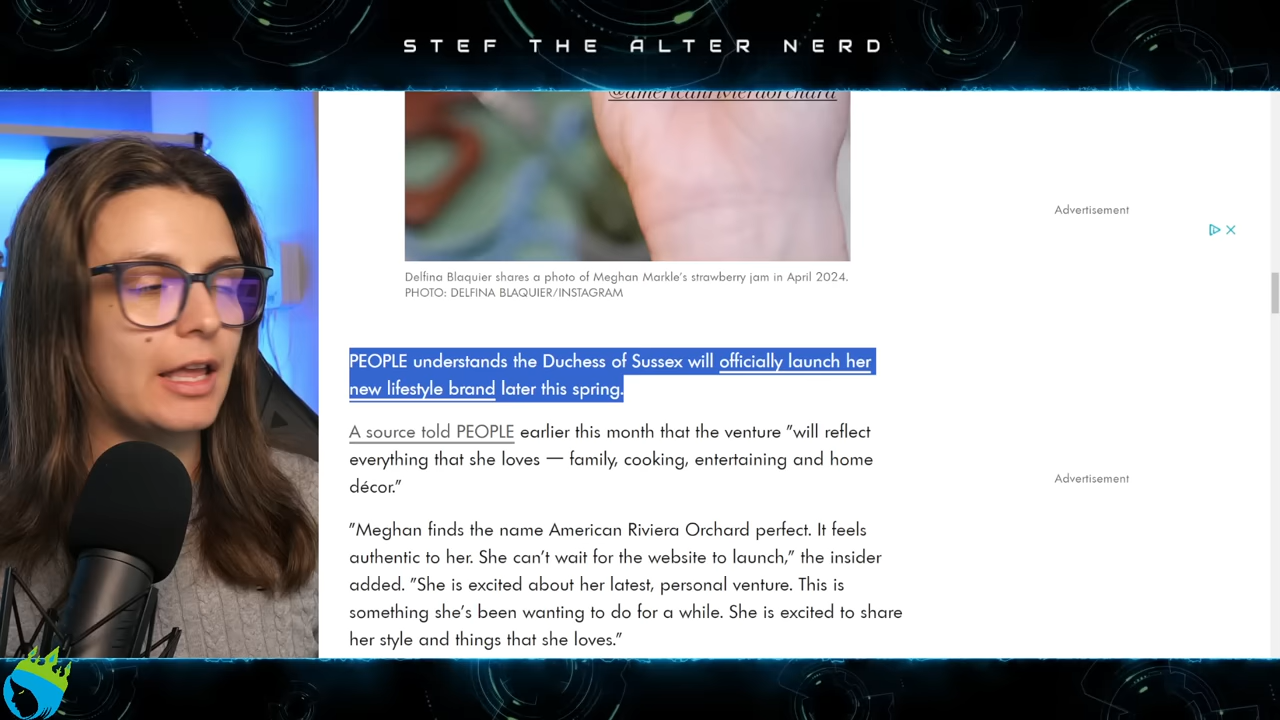 STEF THE ALTER NERD
@americanrivieraorchard
Advertisement
Delfina Blaquier shares a photo of Meghan Markle's strawberry jam in April 2024.
PHOTO: DELFINA BLAQUIER/INSTAGRAM
PEOPLE understands the Duchess of Sussex will officially launch her
new lifestyle brand later this spring.
A source told PEOPLE earlier this month that the venture "will reflect
everything that she loves — family, cooking, entertaining and home
décor."
Advertisement
"Meghan finds the name American Riviera Orchard perfect. It feels
authentic to her. She can't wait for the website to launch," the insider
added. "She is excited about her latest, personal venture. This is
something she's been wanting to do for a while. She is excited to share
her style and things that she loves."